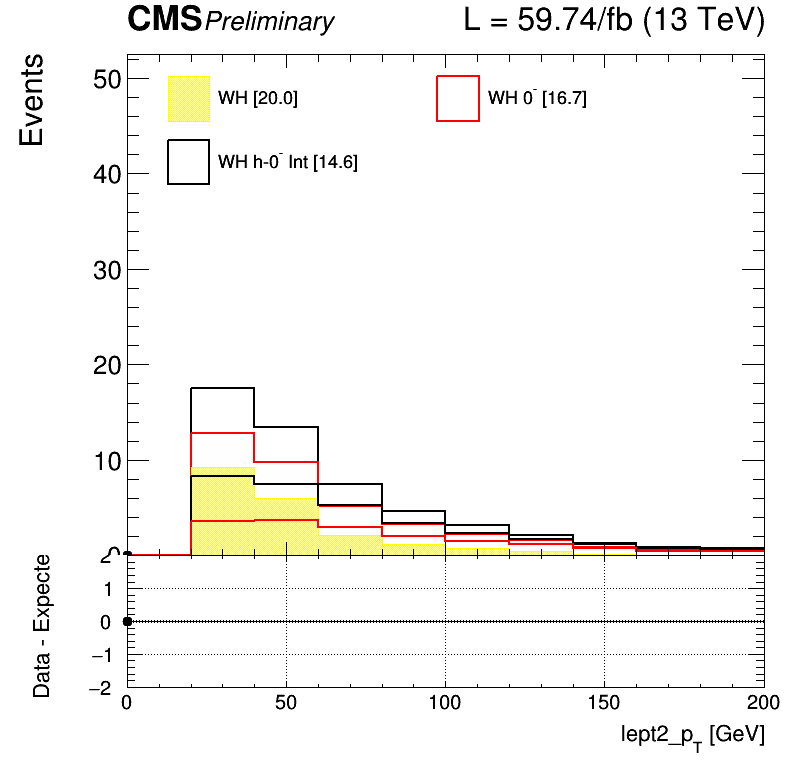 CMS Preliminary L = 59.74/fb (13 TeV)
Events
50
40
30
20
10
0
WH [20.0]
WH 0⁻ [16.7]
WH h-0⁻ Int [14.6]
Data - Expecte
2
1
0
−1
−2
0 50 100 150 200
lept2_p_T [GeV]